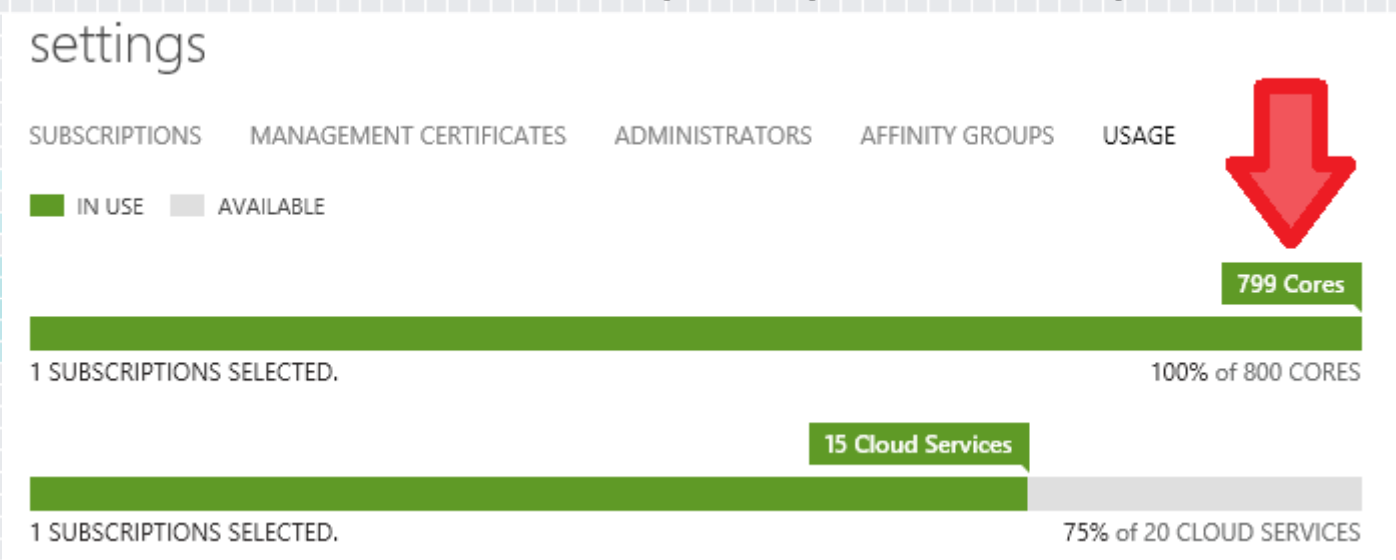 settings
SUBSCRIPTIONS MANAGEMENT CERTIFICATES ADMINISTRATORS AFFINITY GROUPS USAGE
IN USE AVAILABLE
799 Cores
1 SUBSCRIPTIONS SELECTED. 100% of 800 CORES
15 Cloud Services
1 SUBSCRIPTIONS SELECTED. 75% of 20 CLOUD SERVICES